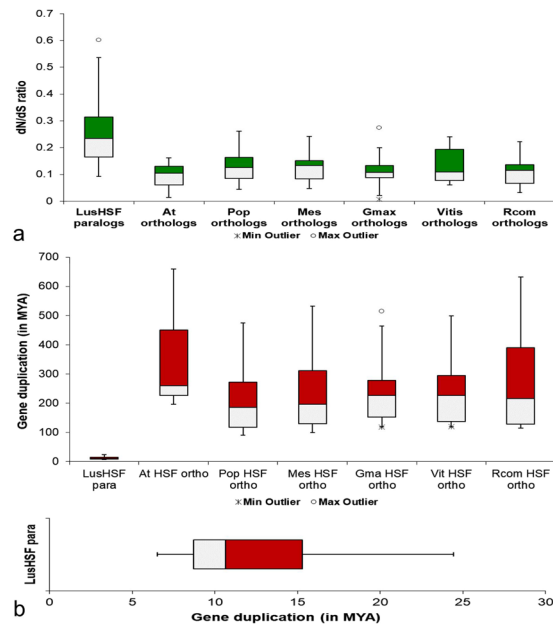 0.7
0.6
0.5
0.4
0.3
0.2
0.1
0
dN/dS ratio
LusHSF paralogs
At orthologs
Pop orthologs
Mes orthologs
Gmax orthologs
Vitis orthologs
Rcom orthologs
a
ж Min Outlier ○ Max Outlier
700
600
500
400
300
200
100
0
Gene duplication (in MYA)
LusHSF para
At HSF ortho
Pop HSF ortho
Mes HSF ortho
Gma HSF ortho
Vit HSF ortho
Rcom HSF ortho
ж Min Outlier ○ Max Outlier
LusHSF para
0 5 10 15 20 25 30
b
Gene duplication (in MYA)